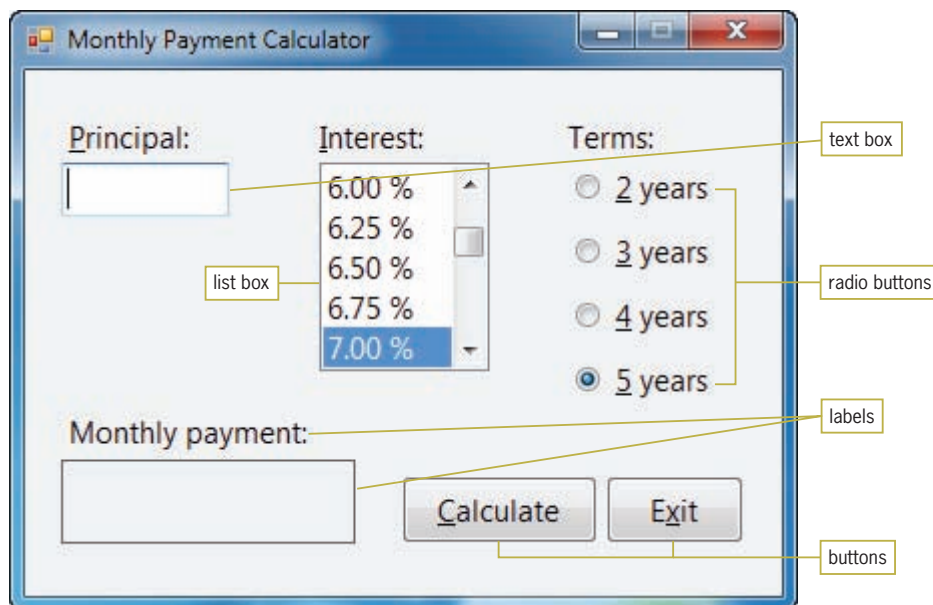 Monthly Payment Calculator
Principal:
Interest:
Terms:
text box
6.00 %
6.25 %
6.50 %
6.75 %
7.00 %
list box
2 years
3 years
4 years
5 years
radio buttons
labels
Monthly payment:
Calculate
Exit
buttons